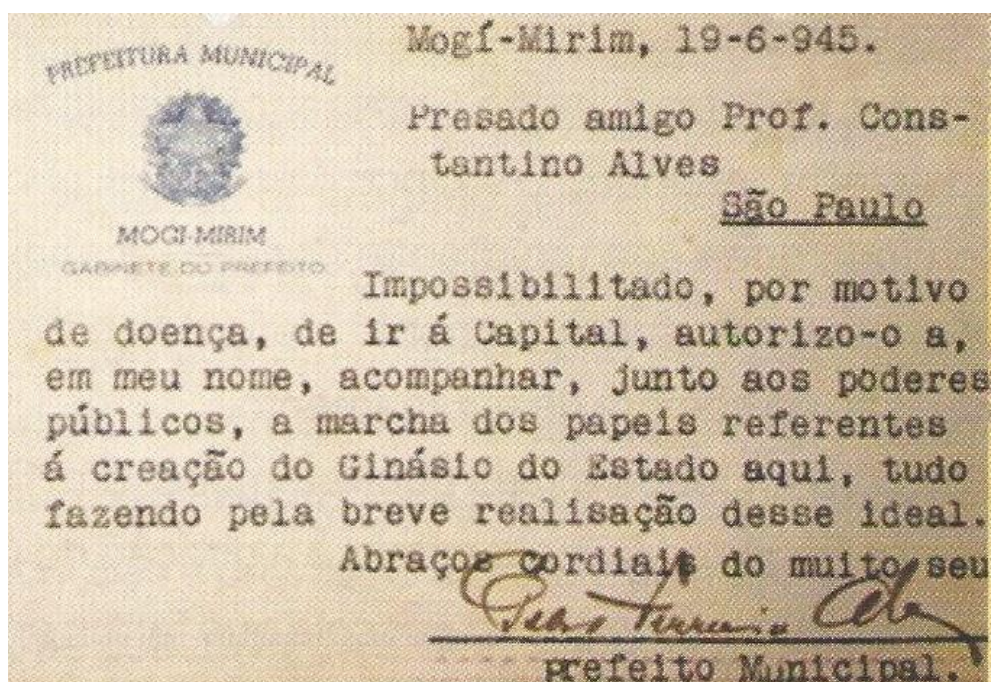 PREFEITURA MUNICIPAL
MOGI-MIRIM
GABINETE DO PREFEITO
Mogí-Mirim, 19-6-945.
Presado amigo Prof. Cons-
tantino Alves
São Paulo
Impossibilitado, por motivo
de doença, de ir á Capital, autorizo-o a,
em meu nome, acompanhar, junto aos poderes
públicos, a marcha dos papeis referentes
á creação do Ginásio do Estado aqui, tudo
fazendo pela breve realisação desse ideal.
Abraços cordiais do muito seu
Ferreira
prefeito Municipal.